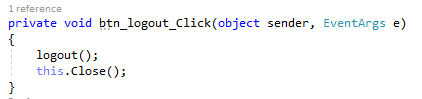 1 reference
private void btn_logout_Click(object sender, EventArgs e)
{
    logout();
    this.Close();
}